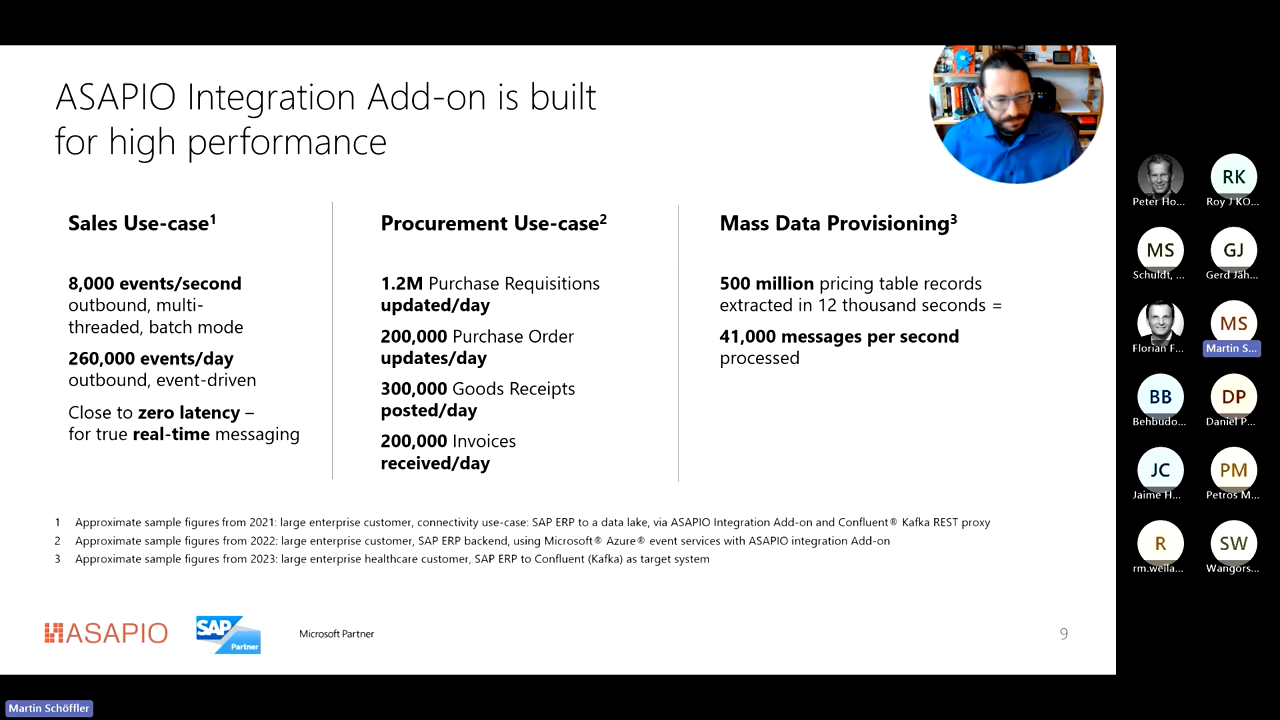 ASAPIO Integration Add-on is built
for high performance
Sales Use-case¹
8,000 events/second
outbound, multi-
threaded, batch mode
260,000 events/day
outbound, event-driven
Close to zero latency –
for true real-time messaging
Procurement Use-case²
1.2M Purchase Requisitions
updated/day
200,000 Purchase Order
updates/day
300,000 Goods Receipts
posted/day
200,000 Invoices
received/day
Mass Data Provisioning³
500 million pricing table records
extracted in 12 thousand seconds =
41,000 messages per second
processed
1 Approximate sample figures from 2021: large enterprise customer, connectivity use-case: SAP ERP to a data lake, via ASAPIO Integration Add-on and Confluent® Kafka REST proxy
2 Approximate sample figures from 2022: large enterprise customer, SAP ERP backend, using Microsoft® Azure® event services with ASAPIO integration Add-on
3 Approximate sample figures from 2023: large enterprise healthcare customer, SAP ERP to Confluent (Kafka) as target system
ASAPIO
SAP
Partner
Microsoft Partner
9
RK
Peter Ho...
Roy J KO...
MS
GJ
Schuldt, ...
Gerd Jäh...
MS
Florian F...
Martin S...
BB
DP
Behbudo...
Daniel P...
JC
PM
Jaime H...
Petros M...
R
SW
rm.weila...
Wangors...
Martin Schöffler